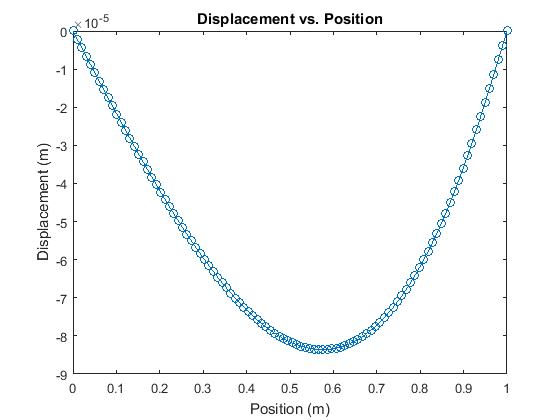 Displacement vs. Position
×10⁻⁵
0
-1
-2
-3
-4
-5
-6
-7
-8
-9
Displacement (m)
0 0.1 0.2 0.3 0.4 0.5 0.6 0.7 0.8 0.9 1
Position (m)